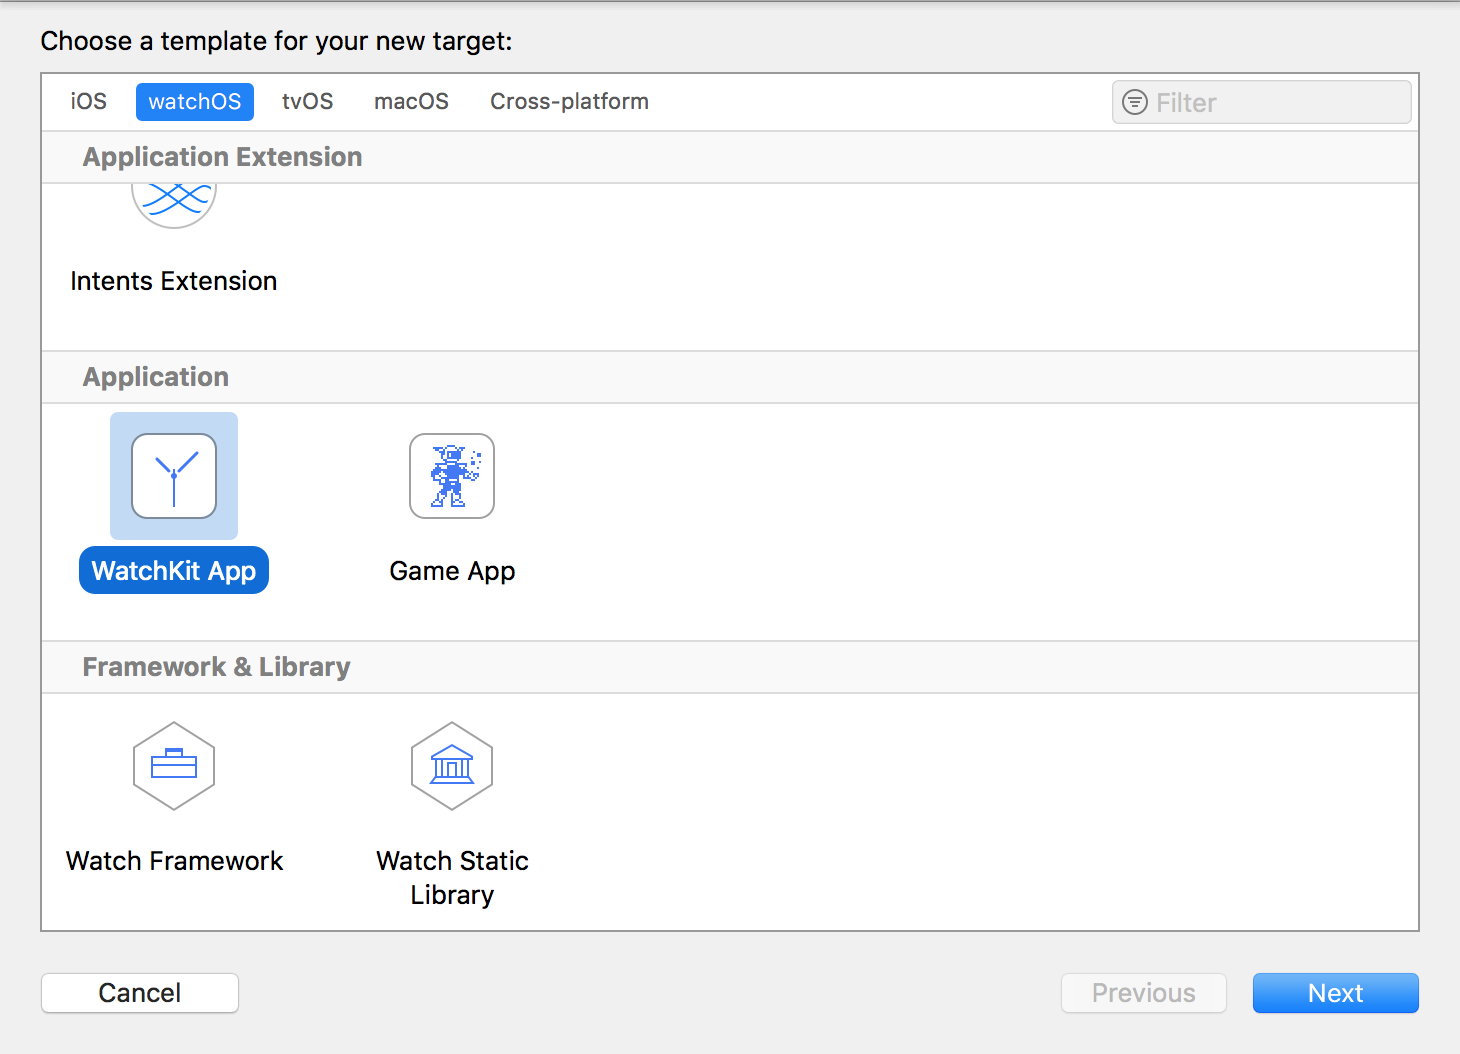 Choose a template for your new target:
iOS watchOS tvOS macOS Cross-platform Filter
Application Extension
Intents Extension
Application
WatchKit App Game App
Framework & Library
Watch Framework Watch Static
Library
Cancel Previous Next